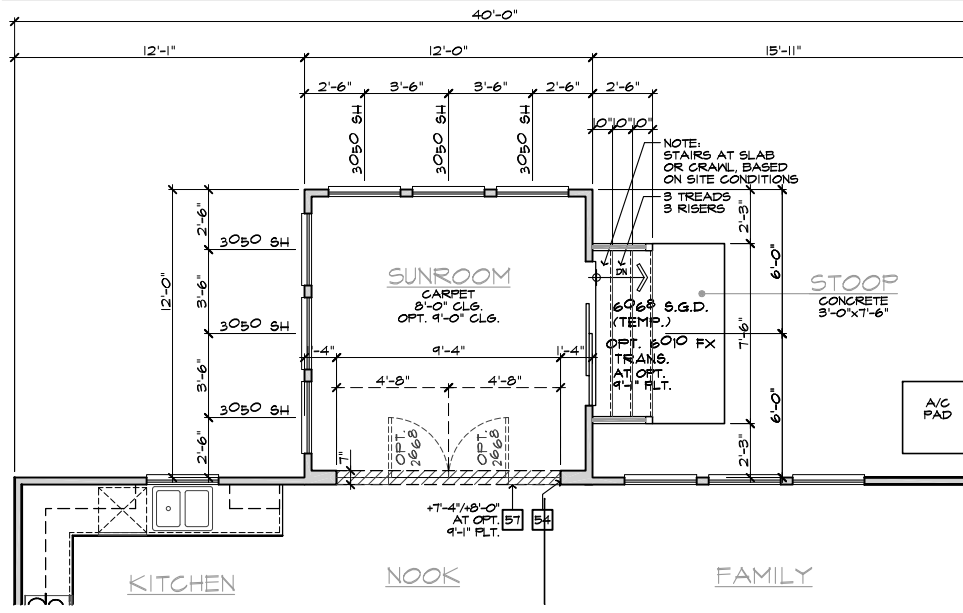 40'-0"
12'-1"
12'-0"
15'-11"
2'-6"
3'-6"
3'-6"
2'-6"
2'-6"
3050 SH
3050 SH
3050 SH
10"
10"
10"
NOTE:
STAIRS AT SLAB
OR CRAWL, BASED
ON SITE CONDITIONS
3 TREADS
3 RISERS
12'-0"
2'-6"
3'-6"
3'-6"
2'-6"
3050 SH
3050 SH
3050 SH
SUNROOM
CARPET
8'-0" CLG.
OPT. 9'-0" CLG.
DN
6068 S.G.D.
(TEMP.)
OPT. 6010 FX
TRANS.
AT OPT.
9'-1" PLT.
2'-3"
7'-6"
2'-3"
6'-0"
6'-0"
STOOP
CONCRETE
3'-0"x7'-6"
A/C
PAD
1'-4"
9'-4"
1'-4"
4'-8"
4'-8"
OPT.
2668
OPT.
2668
7"
+7'-4"/+8'-0"
AT OPT.
9'-1" PLT.
57
54
KITCHEN
NOOK
FAMILY